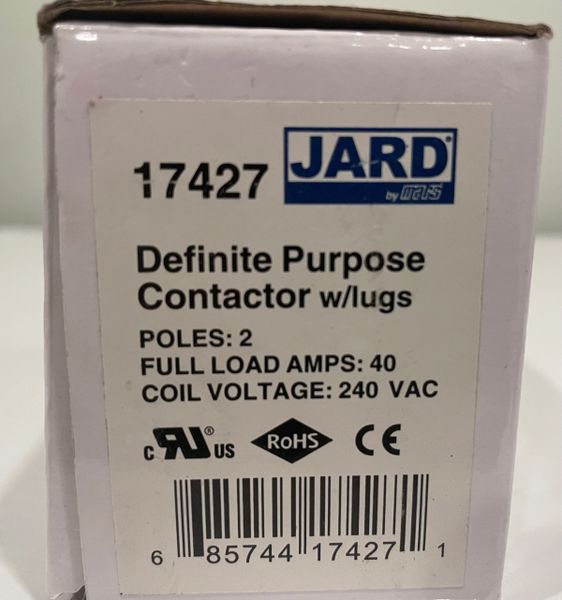 17427
JARD
by mars
Definite Purpose
Contactor w/lugs
POLES: 2
FULL LOAD AMPS: 40
COIL VOLTAGE: 240 VAC
c RU ® US
RoHS
CE
6 85744 17427 1